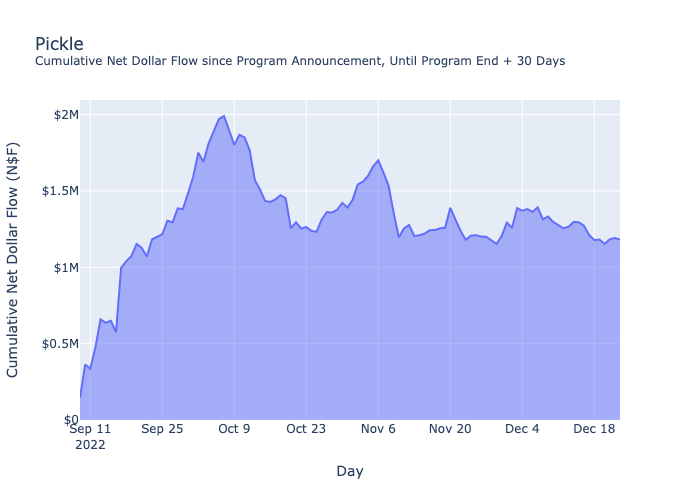 Pickle
Cumulative Net Dollar Flow since Program Announcement, Until Program End + 30 Days
Cumulative Net Dollar Flow (N$F)
$2M
$1.5M
$1M
$0.5M
$0
Sep 11 Sep 25 Oct 9 Oct 23 Nov 6 Nov 20 Dec 4 Dec 18
2022
Day